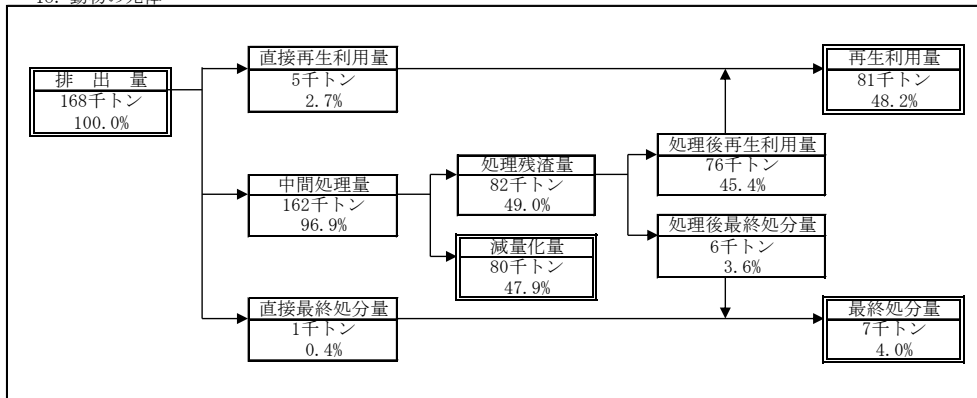 排 出 量
168千トン
100.0%
直接再生利用量
5千トン
2.7%
再生利用量
81千トン
48.2%
中間処理量
162千トン
96.9%
処理残渣量
82千トン
49.0%
処理後再生利用量
76千トン
45.4%
減量化量
80千トン
47.9%
処理後最終処分量
6千トン
3.6%
直接最終処分量
1千トン
0.4%
最終処分量
7千トン
4.0%